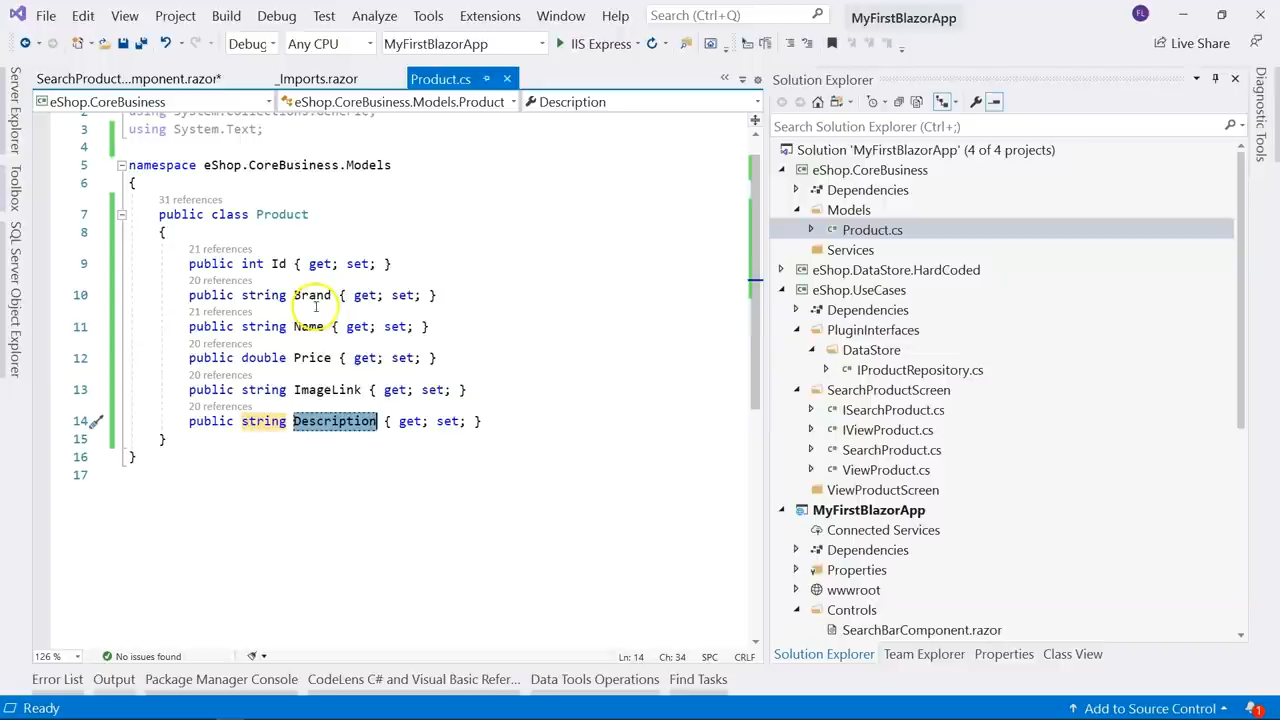 File Edit View Project Build Debug Test Analyze Tools Extensions Window Help Search (Ctrl+Q) MyFirstBlazorApp FL
Debug Any CPU MyFirstBlazorApp IIS Express Live Share
SearchProduct...mponent.razor* _Imports.razor Product.cs
eShop.CoreBusiness eShop.CoreBusiness.Models.Product Description
2 using System.Collections.Generic;
3 using System.Text;
4
5 namespace eShop.CoreBusiness.Models
6 {
31 references
7 public class Product
8 {
21 references
9 public int Id { get; set; }
20 references
10 public string Brand { get; set; }
21 references
11 public string Name { get; set; }
20 references
12 public double Price { get; set; }
20 references
13 public string ImageLink { get; set; }
20 references
14 public string Description { get; set; }
15 }
16 }
17
126 % No issues found Ln: 14 Ch: 34 SPC CRLF
Error List Output Package Manager Console CodeLens C# and Visual Basic Refer... Data Tools Operations Find Tasks
Ready Add to Source Control 1
Server Explorer
Toolbox
SQL Server Object Explorer
Solution Explorer
Search Solution Explorer (Ctrl+;)
Solution 'MyFirstBlazorApp' (4 of 4 projects)
eShop.CoreBusiness
Dependencies
Models
C# Product.cs
Services
eShop.DataStore.HardCoded
eShop.UseCases
Dependencies
PluginInterfaces
DataStore
C# IProductRepository.cs
SearchProductScreen
C# ISearchProduct.cs
C# IViewProduct.cs
C# SearchProduct.cs
C# ViewProduct.cs
ViewProductScreen
MyFirstBlazorApp
Connected Services
Dependencies
Properties
wwwroot
Controls
SearchBarComponent.razor
Solution Explorer Team Explorer Properties Class View
Diagnostic Tools